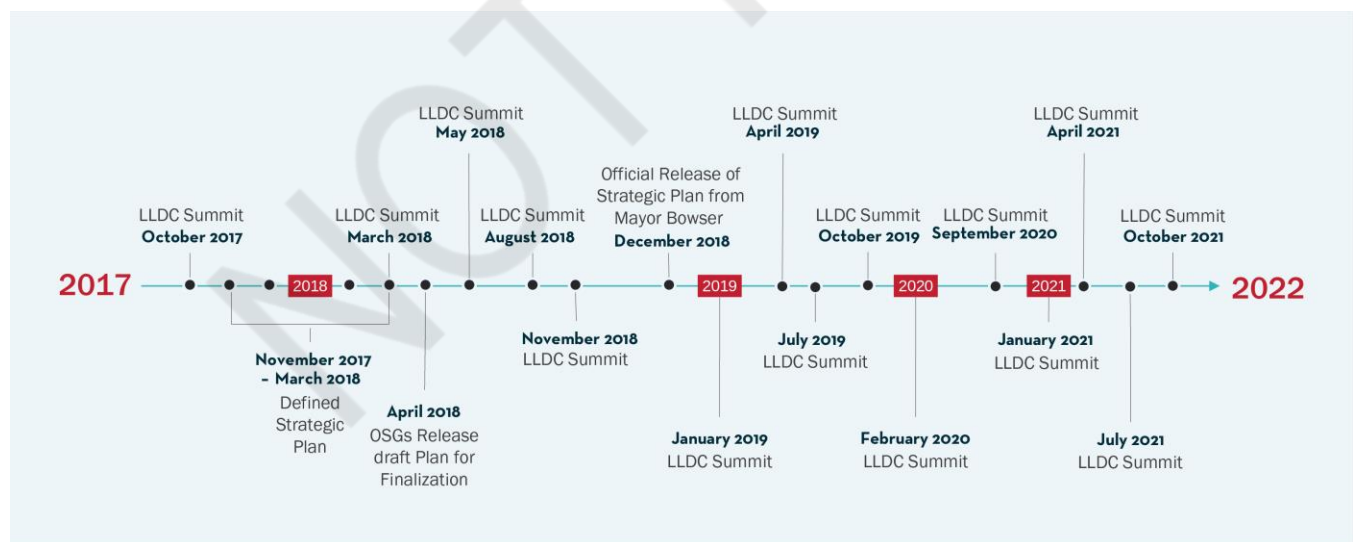 LLDC Summit
May 2018
LLDC Summit
April 2019
LLDC Summit
April 2021
Official Release of
Strategic Plan from
Mayor Bowser
December 2018
LLDC Summit
October 2017
LLDC Summit
March 2018
LLDC Summit
August 2018
LLDC Summit
October 2019
LLDC Summit
September 2020
LLDC Summit
October 2021
2017
2018
2019
2020
2021
2022
November 2017
– March 2018
Defined
Strategic
Plan
April 2018
OSGs Release
draft Plan for
Finalization
November 2018
LLDC Summit
January 2019
LLDC Summit
July 2019
LLDC Summit
February 2020
LLDC Summit
January 2021
LLDC Summit
July 2021
LLDC Summit
NOT